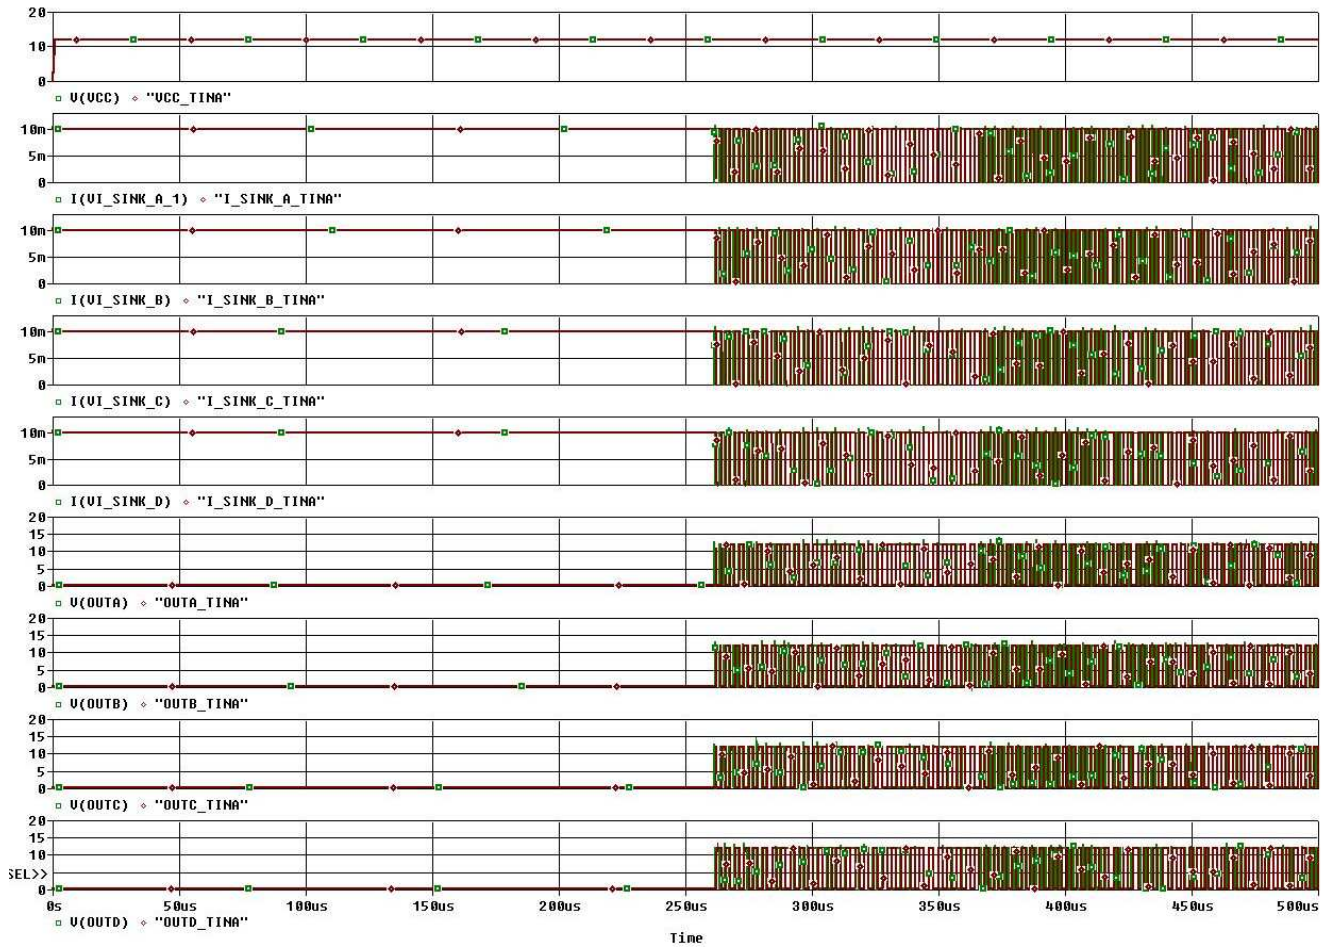 20
10
0
V(VCC) "VCC_TINA"
10m
5m
0
I(VI_SINK_A_1) "I_SINK_A_TINA"
10m
5m
0
I(VI_SINK_B) "I_SINK_B_TINA"
10m
5m
0
I(VI_SINK_C) "I_SINK_C_TINA"
10m
5m
0
I(VI_SINK_D) "I_SINK_D_TINA"
20
15
10
5
0
V(OUTA) "OUTA_TINA"
20
15
10
5
0
V(OUTB) "OUTB_TINA"
20
15
10
5
0
V(OUTC) "OUTC_TINA"
20
15
10
SEL>>
0
0s 50us 100us 150us 200us 250us 300us 350us 400us 450us 500us
V(OUTD) "OUTD_TINA"
Time